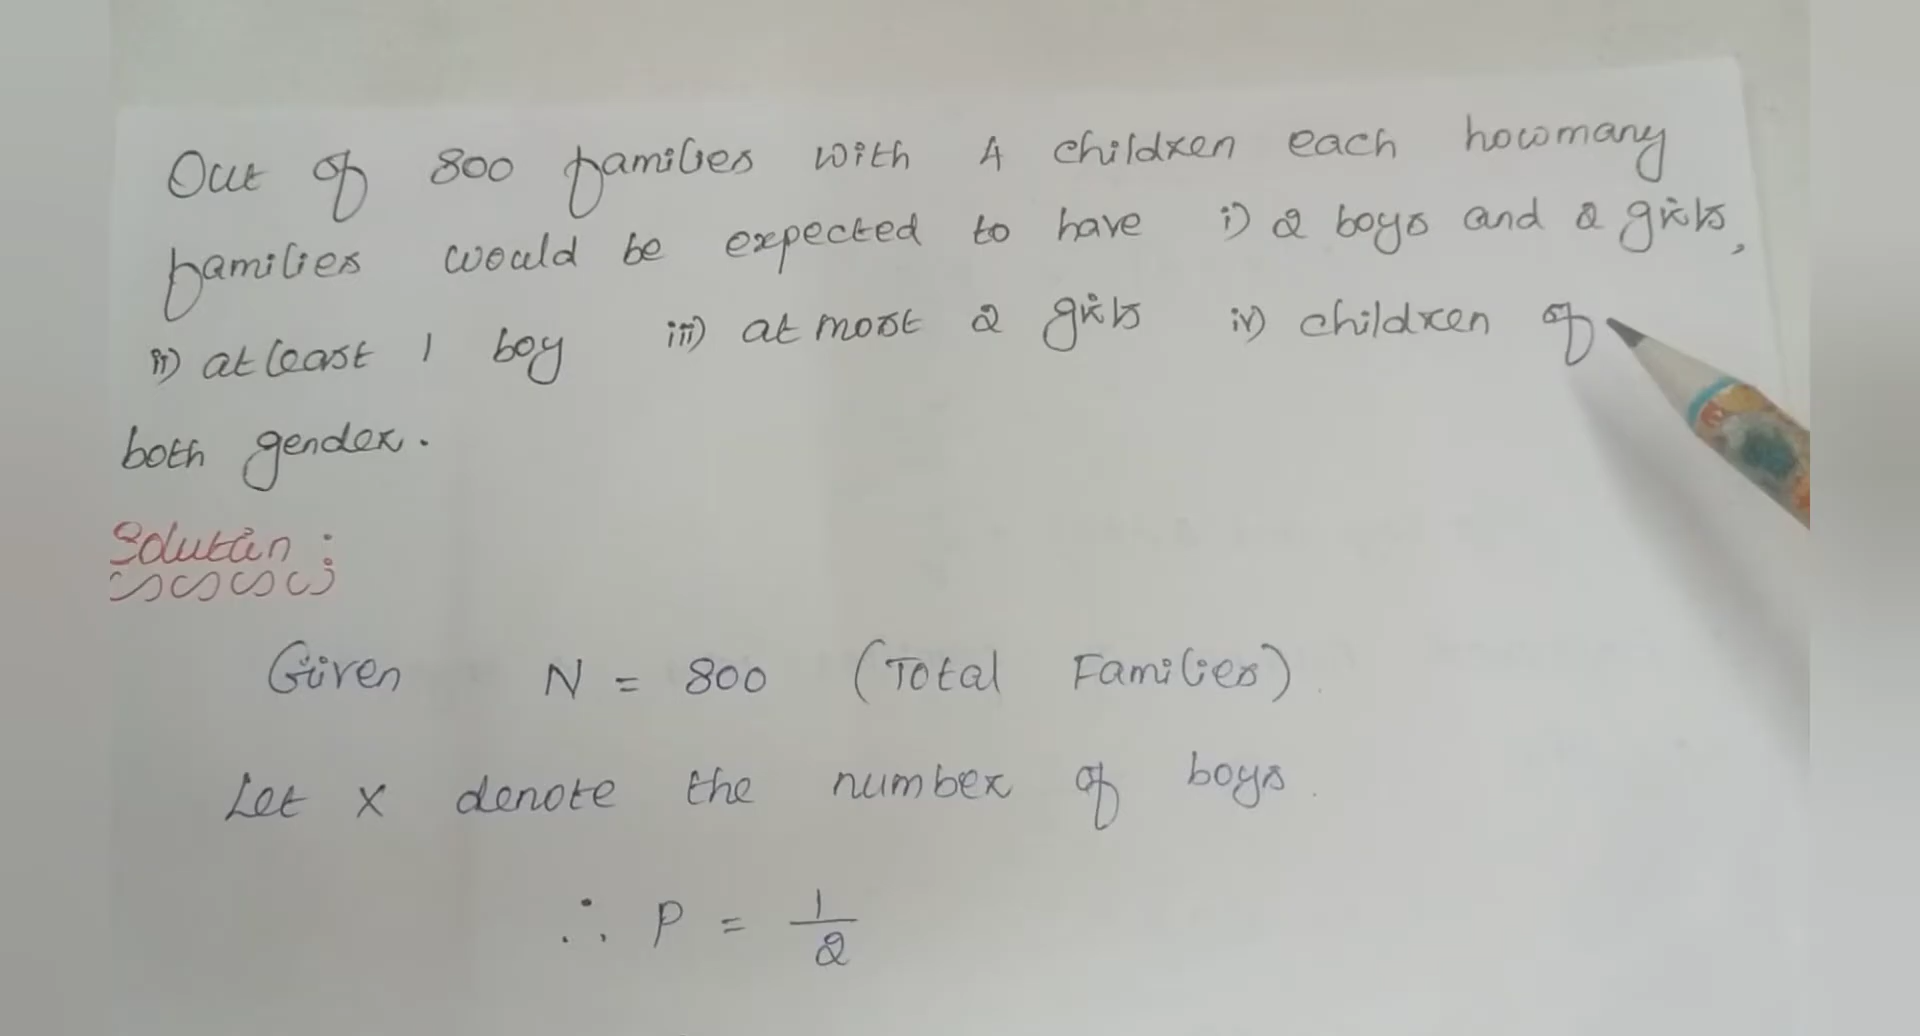 Out of 800 families with 4 children each howmany
families would be expected to have i) 2 boys and 2 girls,
ii) at least 1 boy iii) at most 2 girls iv) children of
both gender.
Solution:
Given N = 800 (Total Families)
Let X denote the number of boys.
∴ P = 1/2